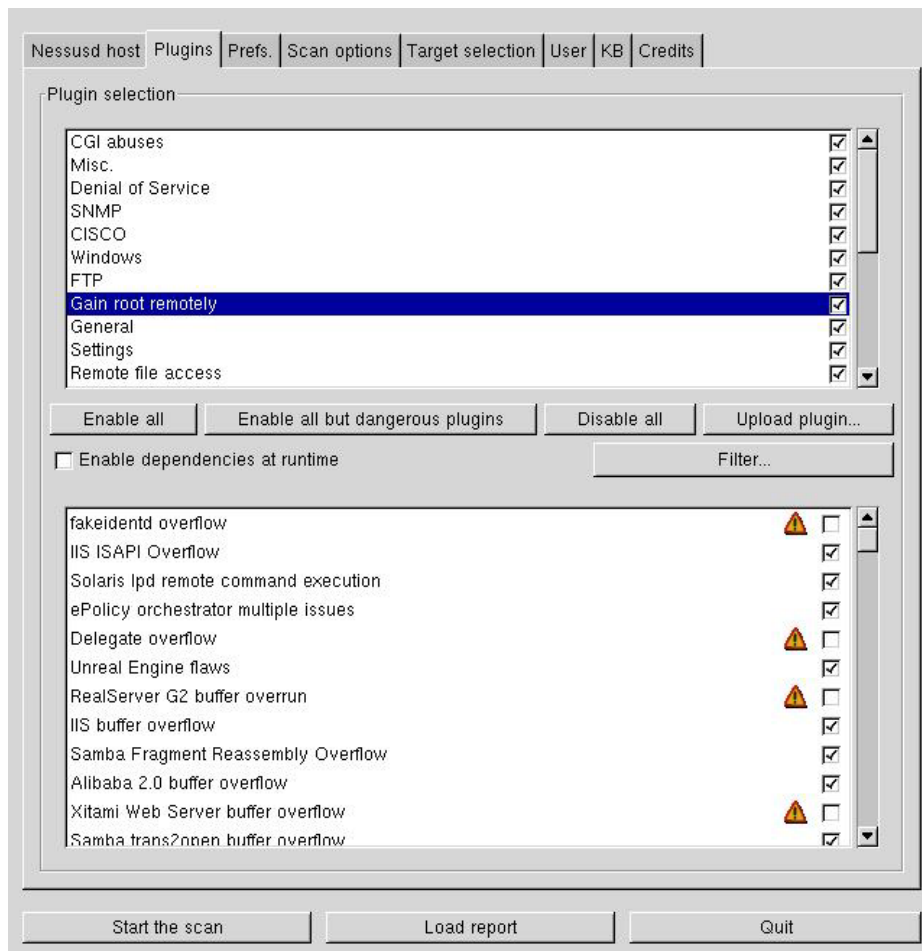 Nessusd host Plugins Prefs. Scan options Target selection User KB Credits
Plugin selection
CGI abuses
Misc.
Denial of Service
SNMP
CISCO
Windows
FTP
Gain root remotely
General
Settings
Remote file access
Enable all Enable all but dangerous plugins Disable all Upload plugin...
Enable dependencies at runtime Filter...
fakeidentd overflow
IIS ISAPI Overflow
Solaris lpd remote command execution
ePolicy orchestrator multiple issues
Delegate overflow
Unreal Engine flaws
RealServer G2 buffer overrun
IIS buffer overflow
Samba Fragment Reassembly Overflow
Alibaba 2.0 buffer overflow
Xitami Web Server buffer overflow
Samba trans2open buffer overflow
Start the scan Load report Quit